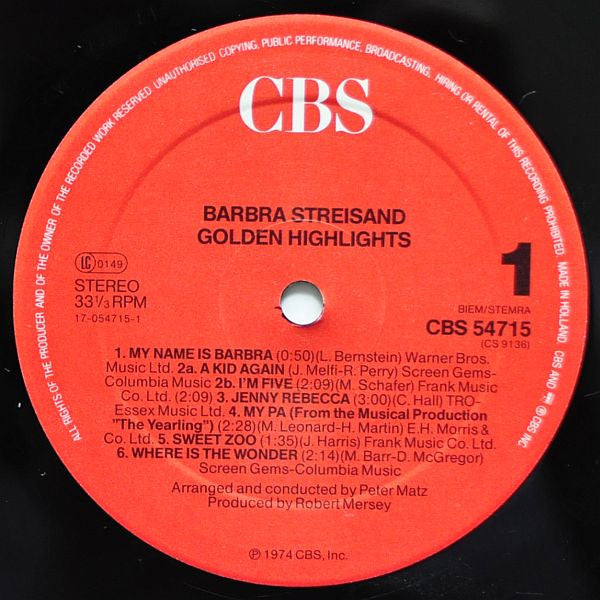 ALL RIGHTS OF THE PRODUCER AND OF THE OWNER OF THE RECORDED WORK RESERVED. UNAUTHORISED COPYING, PUBLIC PERFORMANCE, BROADCASTING, HIRING OR RENTAL OF THIS RECORDING PROHIBITED. MADE IN HOLLAND. CBS AND ℗ CBS INC
CBS
BARBRA STREISAND
GOLDEN HIGHLIGHTS
LC 0149
STEREO
33⅓ RPM
17-054715-1
1
BIEM/STEMRA
CBS 54715
(CS 9136)
1. MY NAME IS BARBRA (0:50)(L. Bernstein) Warner Bros.
Music Ltd. 2a. A KID AGAIN (J. Melfi-R. Perry) Screen Gems-
Columbia Music 2b. I'M FIVE (2:09)(M. Schafer) Frank Music
Co. Ltd. (2:09) 3. JENNY REBECCA (3:00)(C. Hall) TRO-
Essex Music Ltd. 4. MY PA (From the Musical Production
"The Yearling") (2:28)(M. Leonard-H. Martin) E.H. Morris &
Co. Ltd. 5. SWEET ZOO (1:35)(J. Harris) Frank Music Co. Ltd.
6. WHERE IS THE WONDER (2:14)(M. Barr-D. McGregor)
Screen Gems-Columbia Music
Arranged and conducted by Peter Matz
Produced by Robert Mersey
℗ 1974 CBS, Inc.